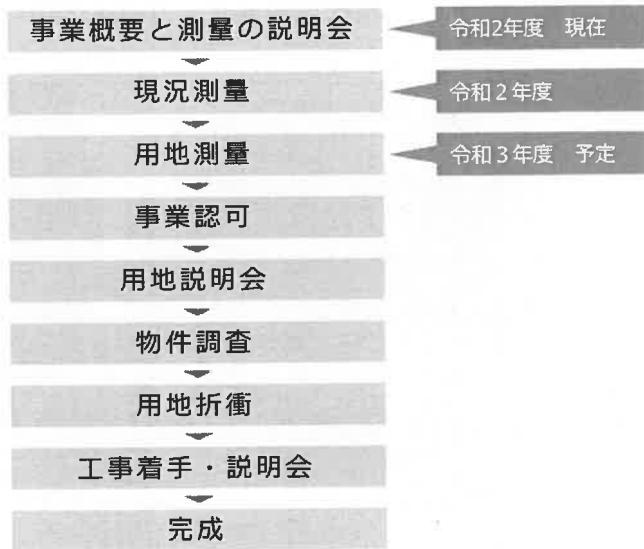 事業概要と測量の説明会
令和2年度　現在
現況測量
令和２年度
用地測量
令和３年度　予定
事業認可
用地説明会
物件調査
用地折衝
工事着手・説明会
完成